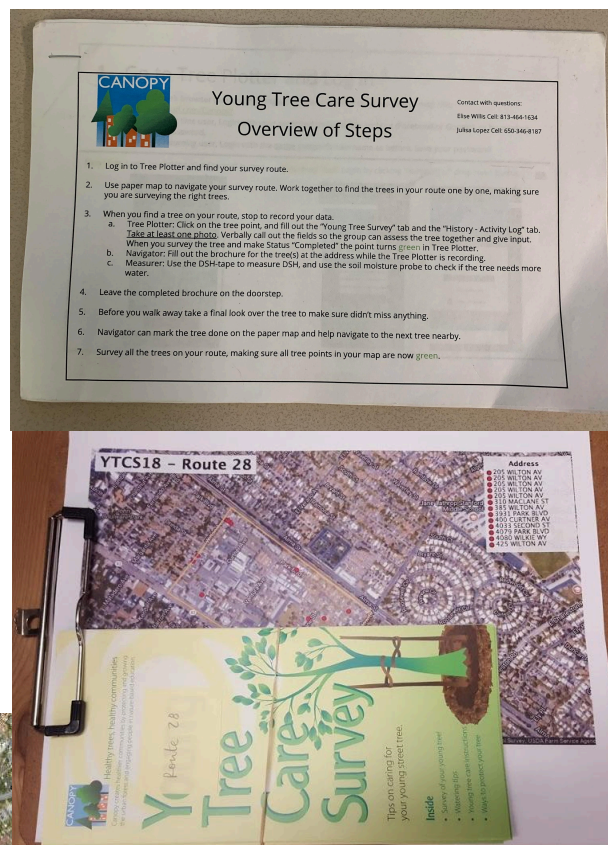 CANOPY
Young Tree Care Survey
Overview of Steps
Contact with questions:
Elise Willis Cell: 813-464-1634
Julisa Lopez Cell: 650-346-8187
1. Log in to Tree Plotter and find your survey route.
2. Use paper map to navigate your survey route. Work together to find the trees in your route one by one, making sure
you are surveying the right trees.
3. When you find a tree on your route, stop to record your data.
a. Tree Plotter: Click on the tree point, and fill out the "Young Tree Survey" tab and the "History - Activity Log" tab.
Take at least one photo. Verbally call out the fields so the group can assess the tree together and give input.
When you survey the tree and make Status "Completed" the point turns green in Tree Plotter.
b. Navigator: Fill out the brochure for the tree(s) at the address while the Tree Plotter is recording.
c. Measurer: Use the DSH-tape to measure DSH, and use the soil moisture probe to check if the tree needs more
water.
4. Leave the completed brochure on the doorstep.
5. Before you walk away take a final look over the tree to make sure didn't miss anything.
6. Navigator can mark the tree done on the paper map and help navigate to the next tree nearby.
7. Survey all the trees on your route, making sure all tree points in your map are now green.
YTCS18 - Route 28
Address
205 WILTON AV
205 WILTON AV
205 WILTON AV
205 WILTON AV
205 WILTON AV
310 MACLANE ST
385 WILTON AV
3931 PARK BLVD
400 CURTNER AV
4033 SECOND ST
4079 PARK BLVD
4080 WILKIE WY
425 WILTON AV
CANOPY
Healthy trees, healthy communities
Route 28
Tree
Care
Survey
Tips on caring for
your young street tree.
Inside
• Survey of your young tree
• Watering tips
• Young tree care instructions
• Ways to protect your tree